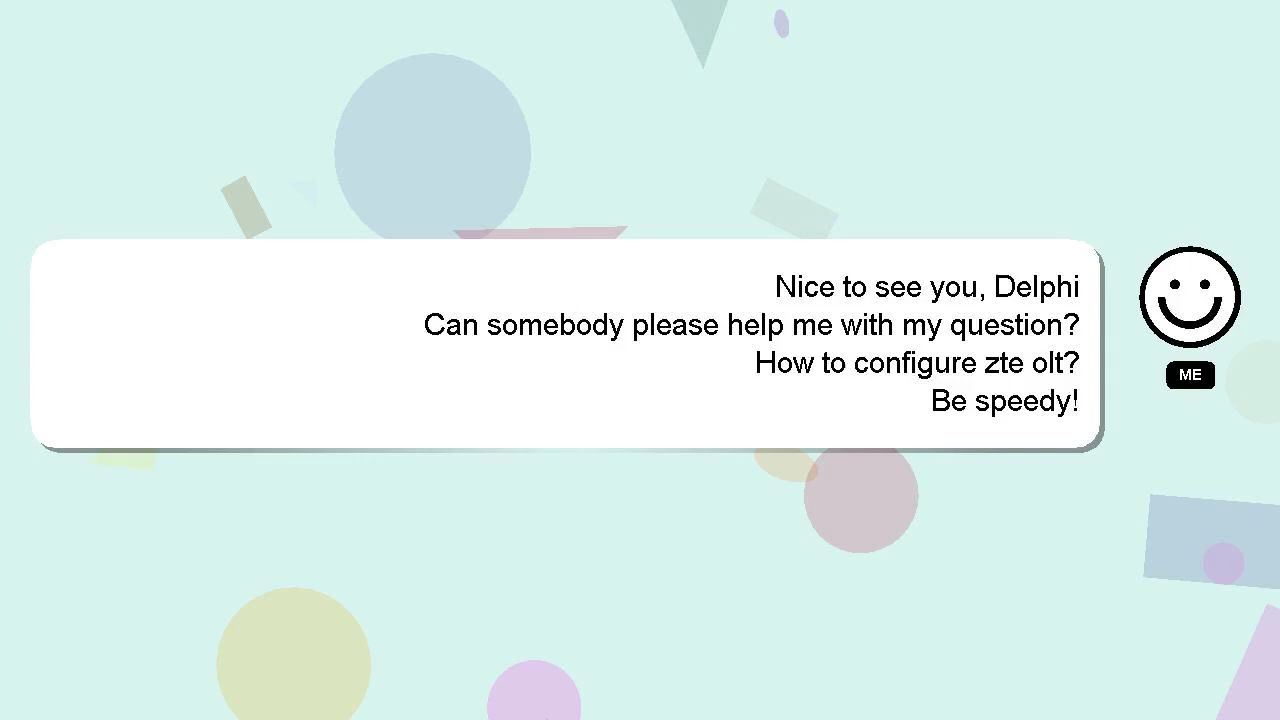 Nice to see you, Delphi
Can somebody please help me with my question?
How to configure zte olt?
Be speedy!
ME